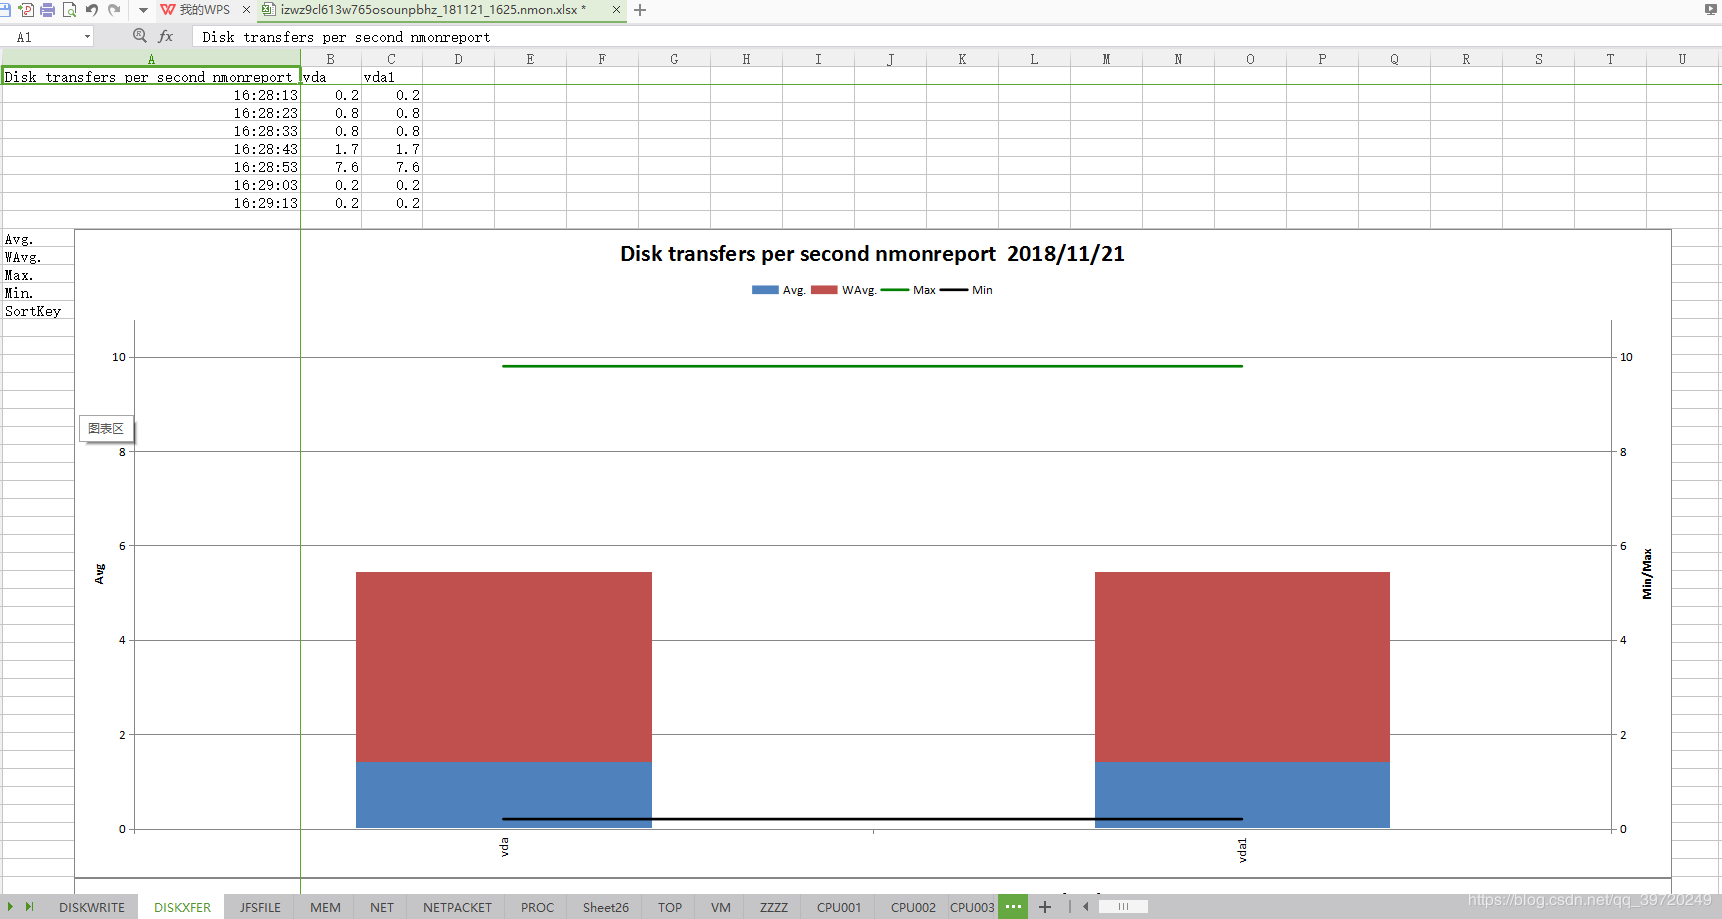 我的WPS × izwz9cl613w765osounpbhz_181121_1625.nmon.xlsx * × +
A1 fx Disk transfers per second nmonreport
A B C D E F G H I J K L M N O P Q R S T U
Disk transfers per second nmonreport vda vda1
16:28:13 0.2 0.2
16:28:23 0.8 0.8
16:28:33 0.8 0.8
16:28:43 1.7 1.7
16:28:53 7.6 7.6
16:29:03 0.2 0.2
16:29:13 0.2 0.2
Avg.
WAvg.
Max.
Min.
SortKey
Disk transfers per second nmonreport 2018/11/21
Avg. WAvg. Max Min
10 10
图表区
8 8
6 6
Avg Min/Max
4 4
2 2
0 0
vda vda1
DISKWRITE DISKXFER JFSFILE MEM NET NETPACKET PROC Sheet26 TOP VM ZZZZ CPU001 CPU002 CPU003 ... +
https://blog.csdn.net/qq_39720249